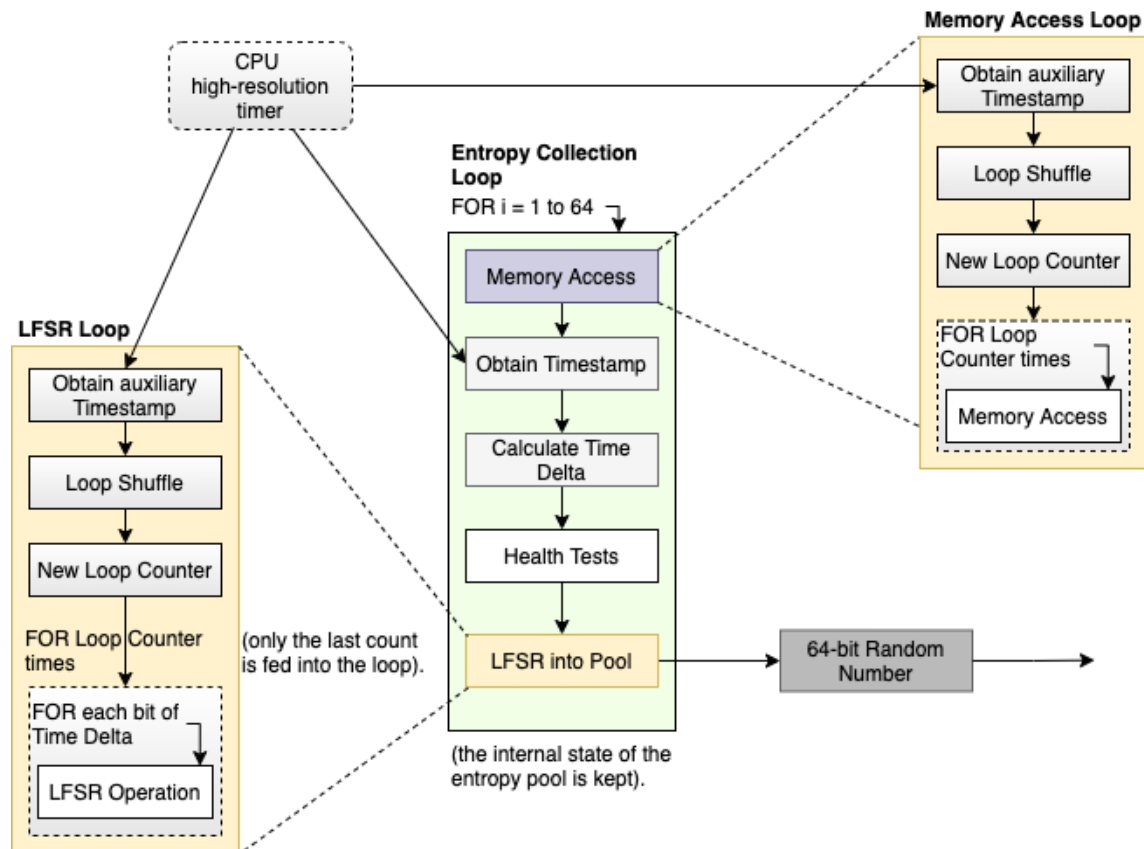 Memory Access Loop
CPU
high-resolution
timer
Obtain auxiliary
Timestamp
Loop Shuffle
New Loop Counter
FOR Loop
Counter times
Memory Access
Entropy Collection
Loop
FOR i = 1 to 64
Memory Access
Obtain Timestamp
Calculate Time
Delta
Health Tests
LFSR into Pool
(the internal state of the
entropy pool is kept).
64-bit Random
Number
LFSR Loop
Obtain auxiliary
Timestamp
Loop Shuffle
New Loop Counter
FOR Loop Counter
times
(only the last count
is fed into the loop).
FOR each bit of
Time Delta
LFSR Operation